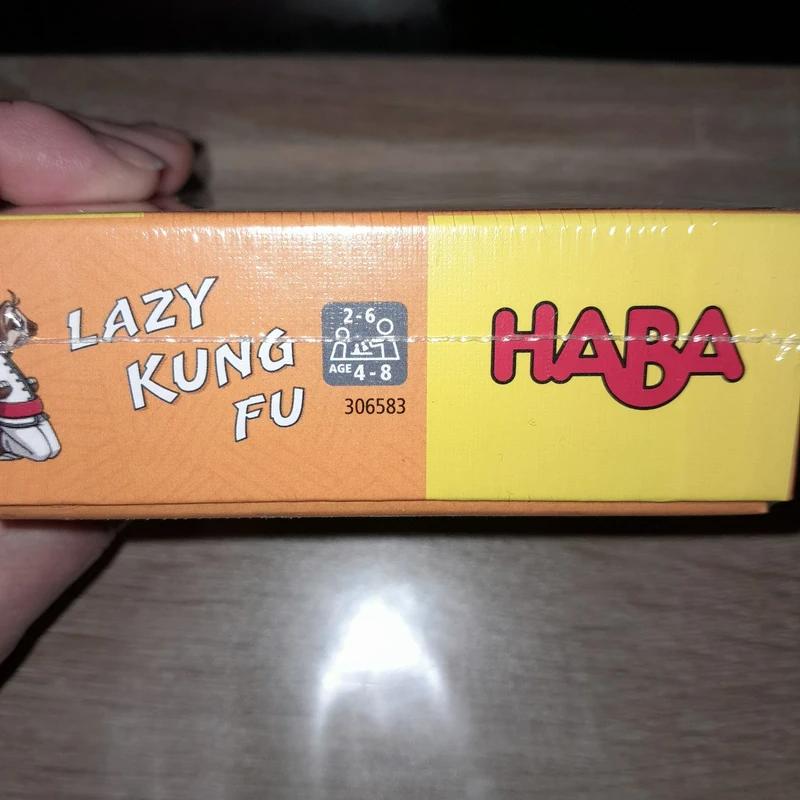 LAZY
KUNG
FU
2-6
AGE 4-8
306583
HABA